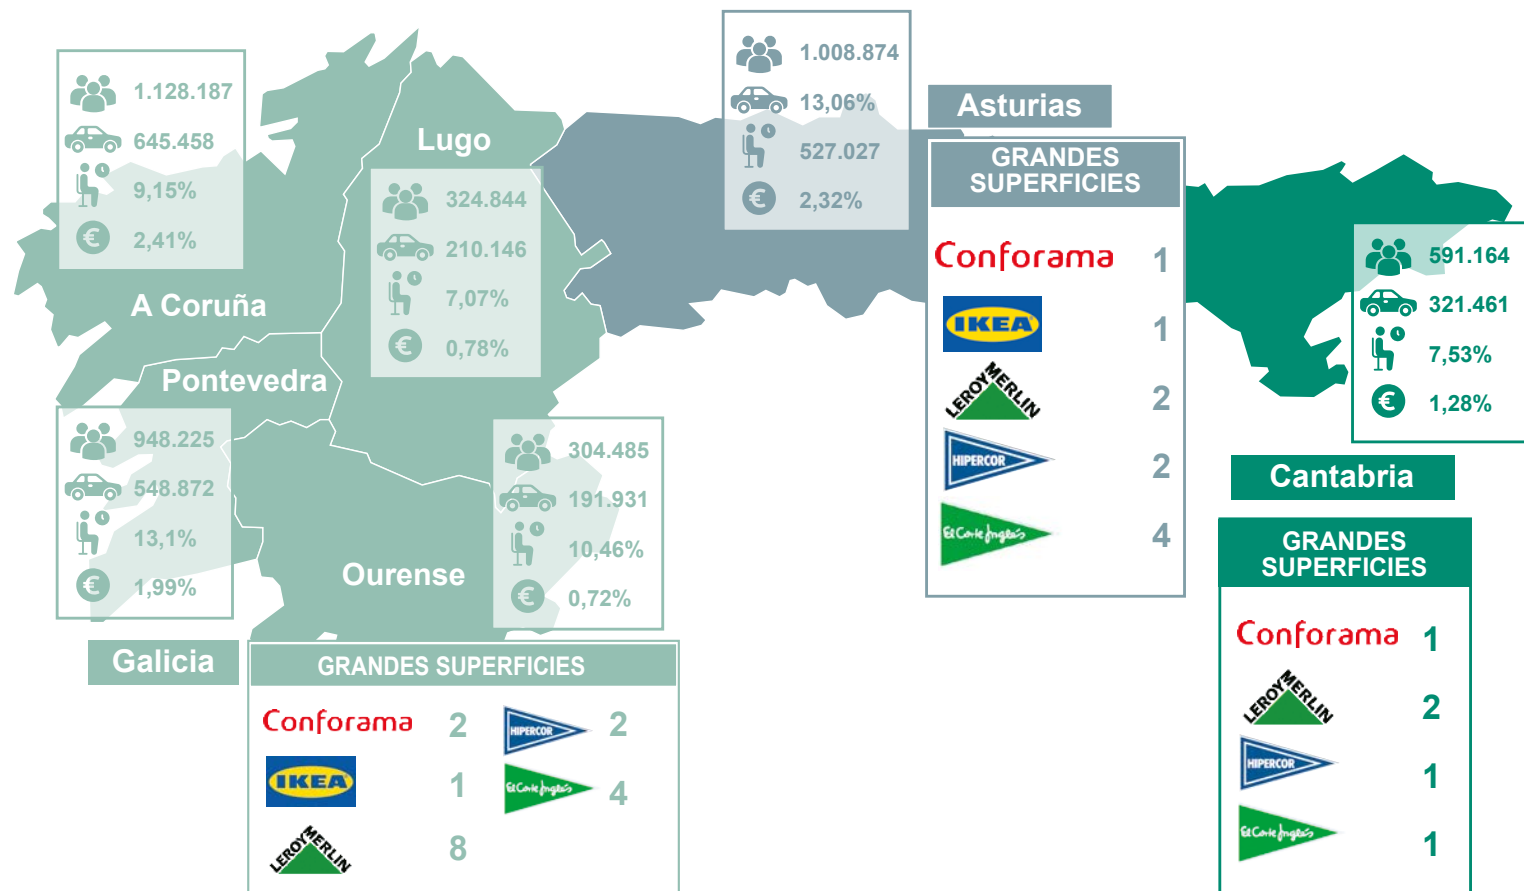 1.128.187
645.458
9,15%
€ 2,41%
A Coruña
Lugo
324.844
210.146
7,07%
€ 0,78%
Pontevedra
948.225
548.872
13,1%
€ 1,99%
Ourense
304.485
191.931
10,46%
€ 0,72%
Galicia
GRANDES SUPERFICIES
Conforama 2
IKEA 1
LEROY MERLIN 8
HIPERCOR 2
El Corte Inglés 4
1.008.874
13,06%
527.027
€ 2,32%
Asturias
GRANDES
SUPERFICIES
Conforama 1
IKEA 1
LEROY MERLIN 2
HIPERCOR 2
El Corte Inglés 4
591.164
321.461
7,53%
€ 1,28%
Cantabria
GRANDES
SUPERFICIES
Conforama 1
LEROY MERLIN 2
HIPERCOR 1
El Corte Inglés 1